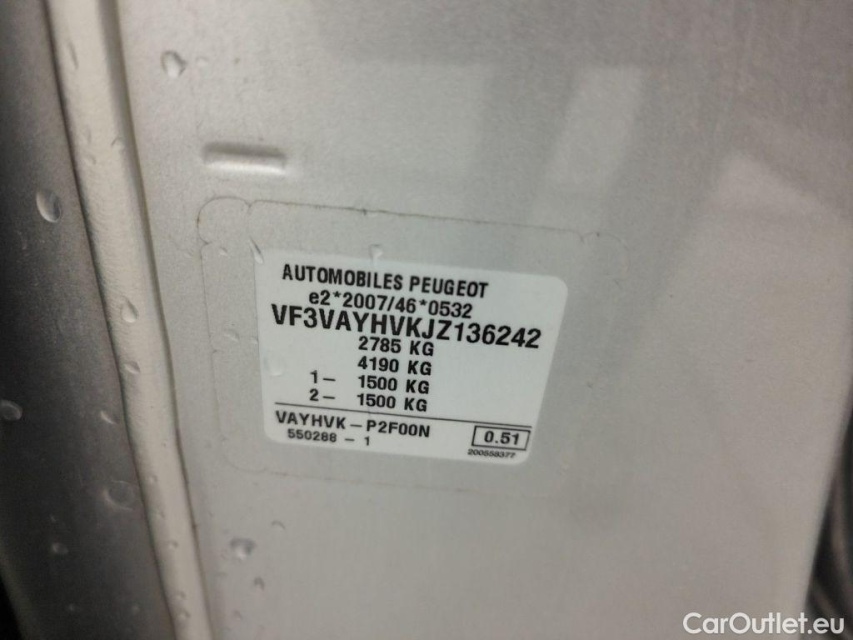 AUTOMOBILES PEUGEOT
e2*2007/46*0532
VF3VAYHVKJZ136242
2785 KG
4190 KG
1- 1500 KG
2- 1500 KG
VAYHVK-P2F00N
0.51
550288 - 1
200558377
CarOutlet.eu